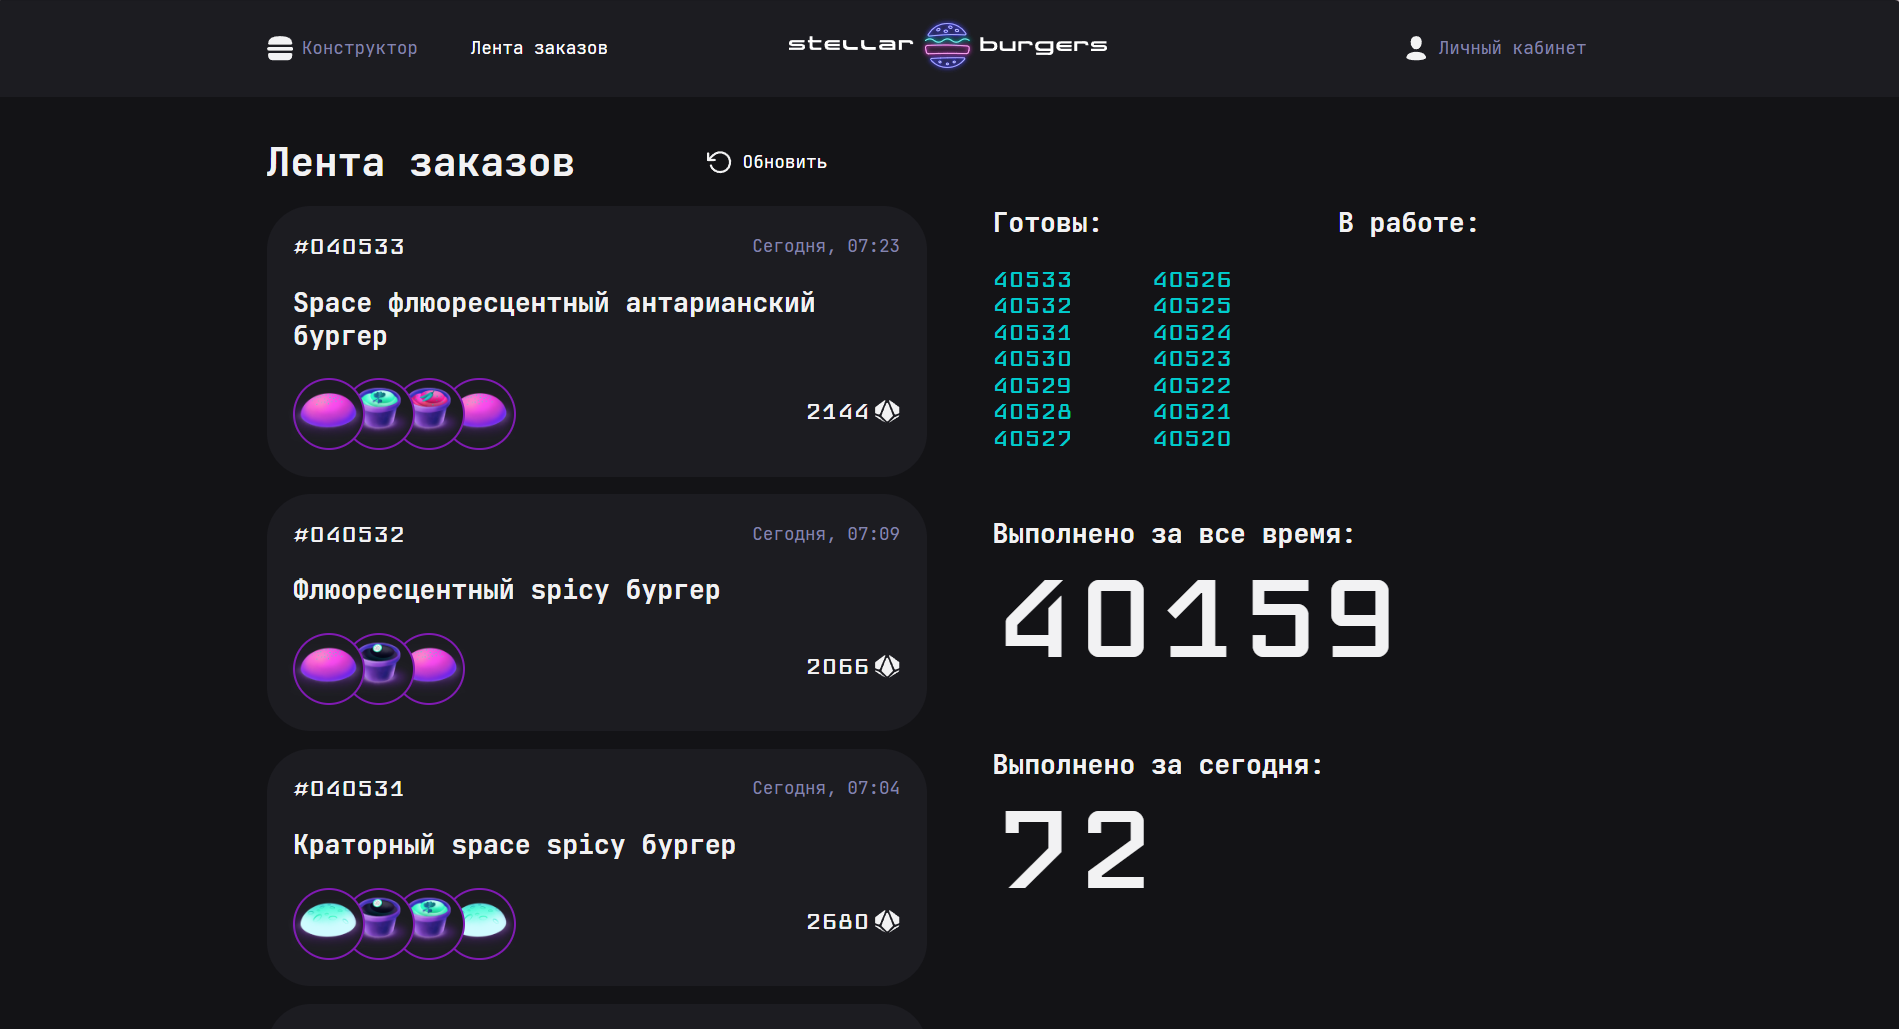 Конструктор
Лента заказов
stellar burgers
Личный кабинет
Лента заказов
Обновить
#040533
Сегодня, 07:23
Space флюоресцентный антарианский
бургер
2144
#040532
Сегодня, 07:09
Флюоресцентный spicy бургер
2066
#040531
Сегодня, 07:04
Краторный space spicy бургер
2680
Готовы:
40533
40532
40531
40530
40529
40528
40527
40526
40525
40524
40523
40522
40521
40520
В работе:
Выполнено за все время:
40159
Выполнено за сегодня:
72